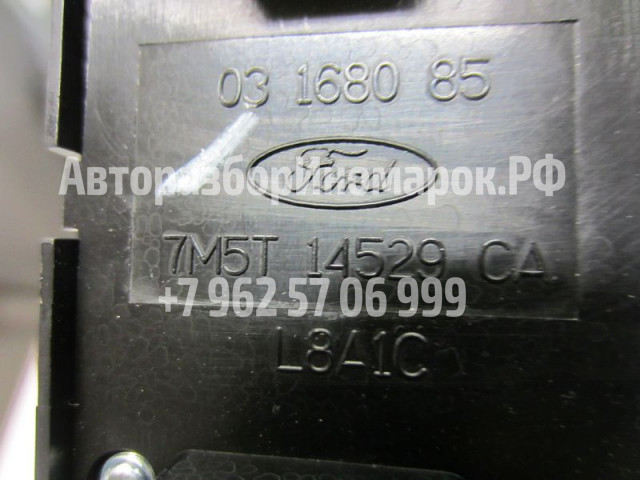 03 1680 85
Ford
АвторазборИномарок.РФ
7M5T 14529 CA
+7 962 57 06 999
L8A1C